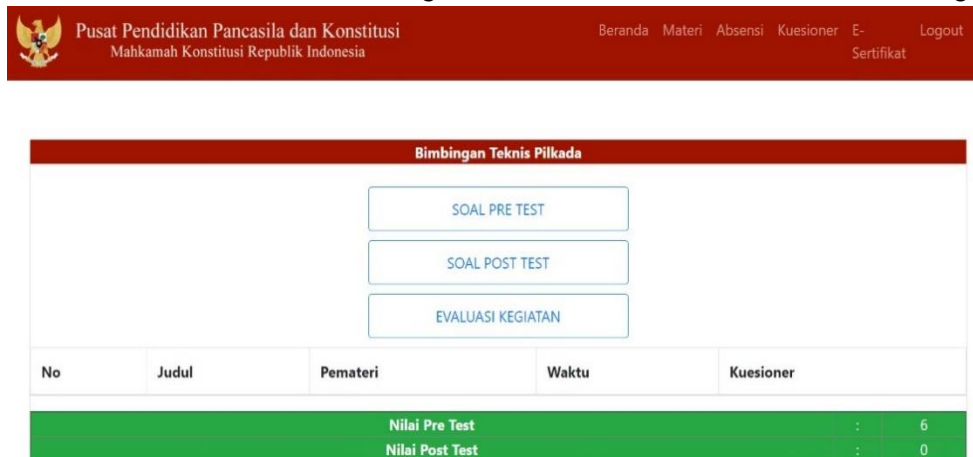 Pusat Pendidikan Pancasila dan Konstitusi
Mahkamah Konstitusi Republik Indonesia
Beranda Materi Absensi Kuesioner E-Sertifikat Logout
Bimbingan Teknis Pilkada
SOAL PRE TEST
SOAL POST TEST
EVALUASI KEGIATAN
No Judul Pemateri Waktu Kuesioner
Nilai Pre Test : 6
Nilai Post Test : 0